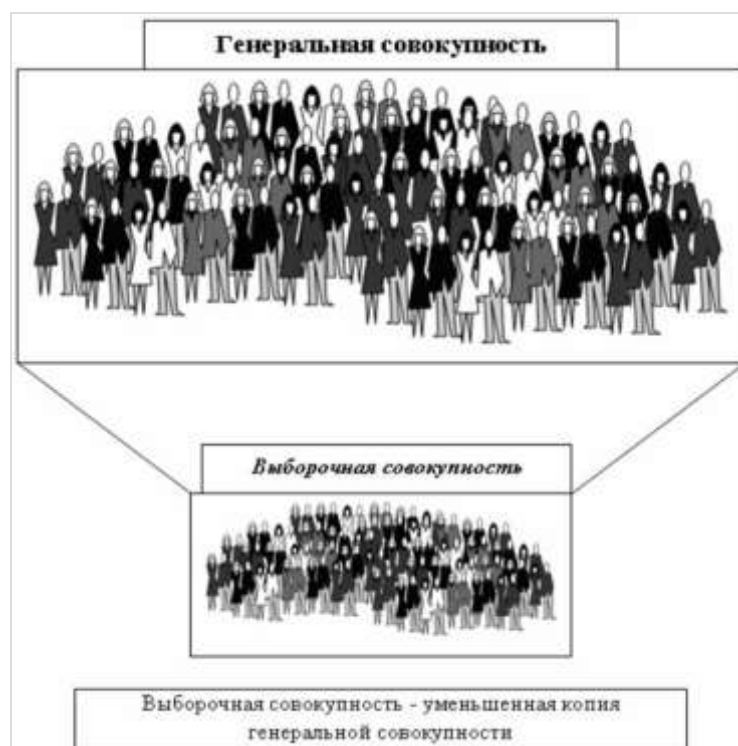 Генеральная совокупность
Выборочная совокупность
Выборочная совокупность - уменьшенная копия
генеральной совокупности